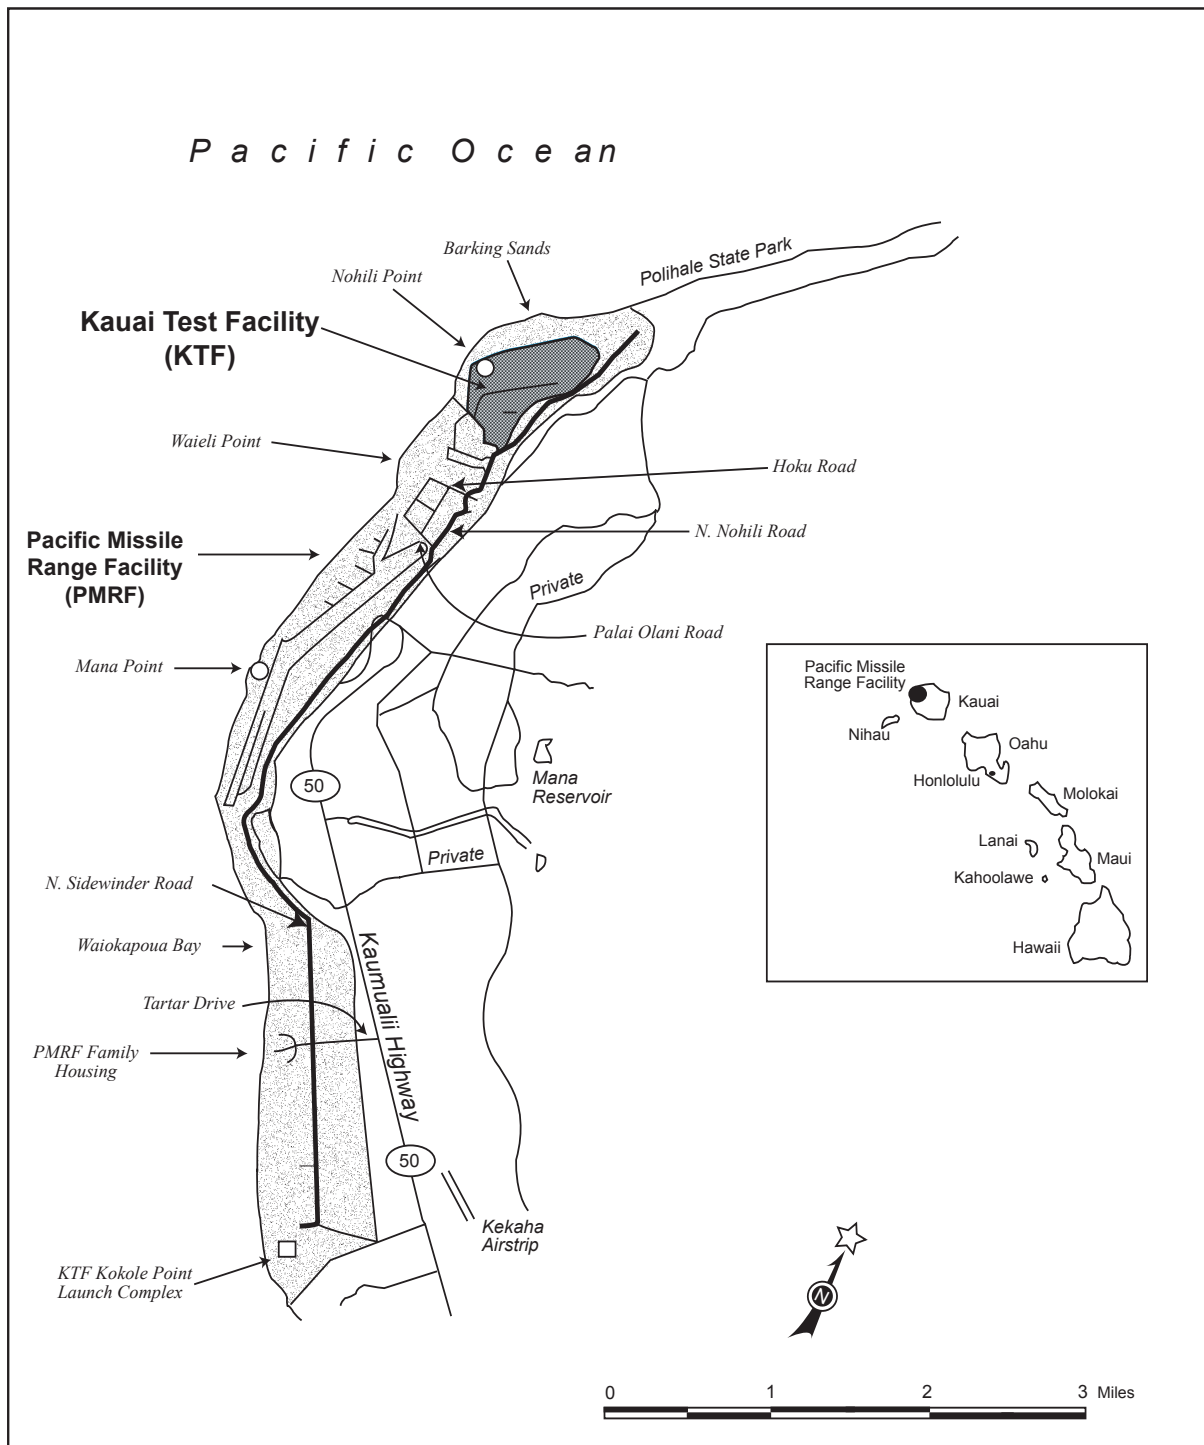 Pacific Ocean
Barking Sands
Nohili Point
Polihale State Park
Kauai Test Facility
(KTF)
Waieli Point
Hoku Road
N. Nohili Road
Pacific Missile
Range Facility
(PMRF)
Private
Palai Olani Road
Mana Point
Pacific Missile
Range Facility
Kauai
Nihau
Oahu
Honlolulu
Molokai
Lanai
Maui
Kahoolawe
Hawaii
50
Mana
Reservoir
Private
N. Sidewinder Road
Waiokapoua Bay
Kaumualii Highway
Tartar Drive
PMRF Family
Housing
50
Kekaha
Airstrip
KTF Kokole Point
Launch Complex
N
0 1 2 3 Miles